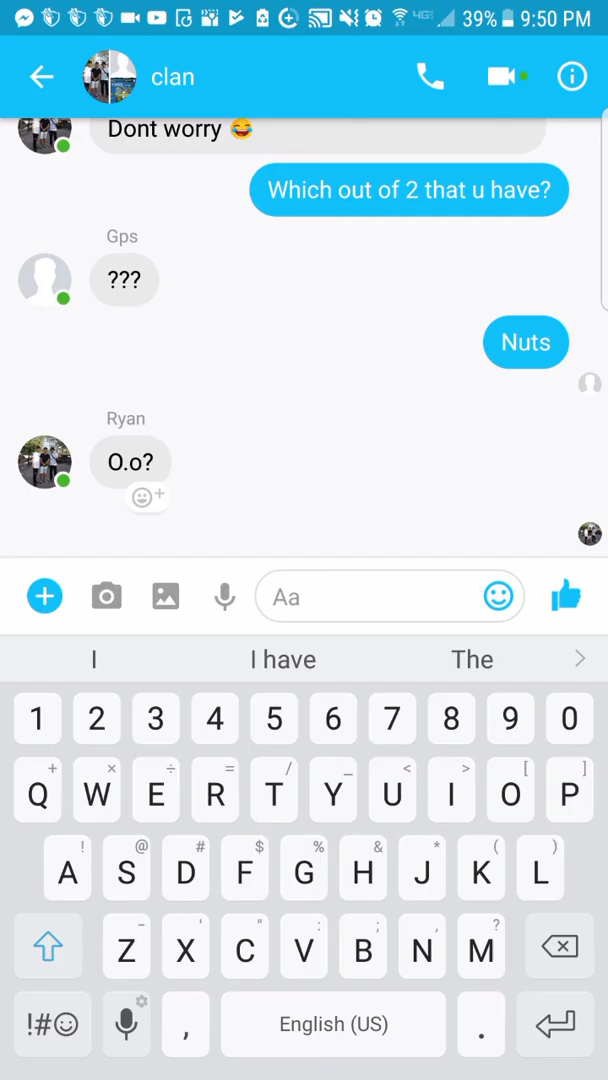 4G 39% 9:50 PM
clan
Dont worry 😂
Which out of 2 that u have?
Gps
???
Nuts
Ryan
O.o?
Aa
I I have The
1 2 3 4 5 6 7 8 9 0
+ × ÷ = / _ < > [ ]
Q W E R T Y U I O P
! @ # $ % & * ( )
A S D F G H J K L
- ' " : ; , ?
Z X C V B N M
!#☺ , English (US) .